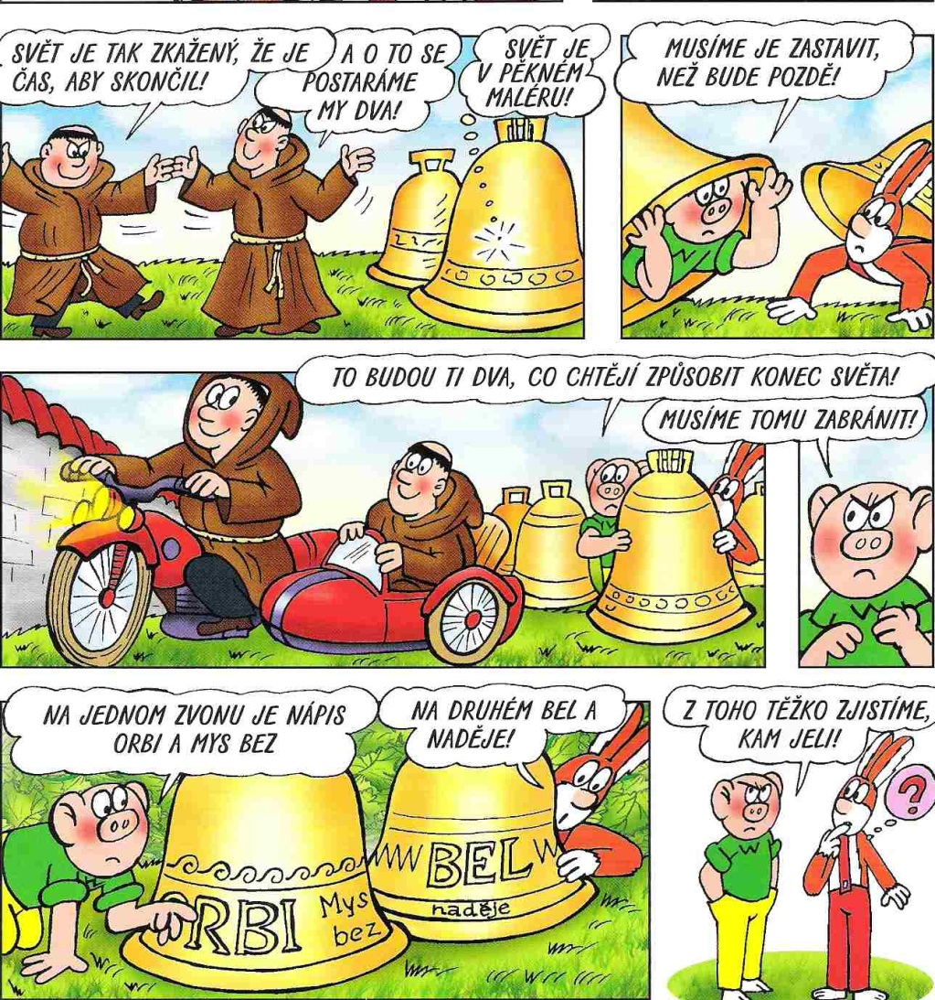 SVĚT JE TAK ZKAŽENÝ, ŽE JE
ČAS, ABY SKONČIL!
A O TO SE
POSTARÁME
MY DVA!
SVĚT JE
V PĚKNÉM
MALÉRU!
MUSÍME JE ZASTAVIT,
NEŽ BUDE POZDĚ!
TO BUDOU TI DVA, CO CHTĚJÍ ZPŮSOBIT KONEC SVĚTA!
MUSÍME TOMU ZABRÁNIT!
NA JEDNOM ZVONU JE NÁPIS
ORBI A MYS BEZ
NA DRUHÉM BEL A
NADĚJE!
ORBI
Mys
bez
BEL
naděje
Z TOHO TĚŽKO ZJISTÍME,
KAM JELI!
?